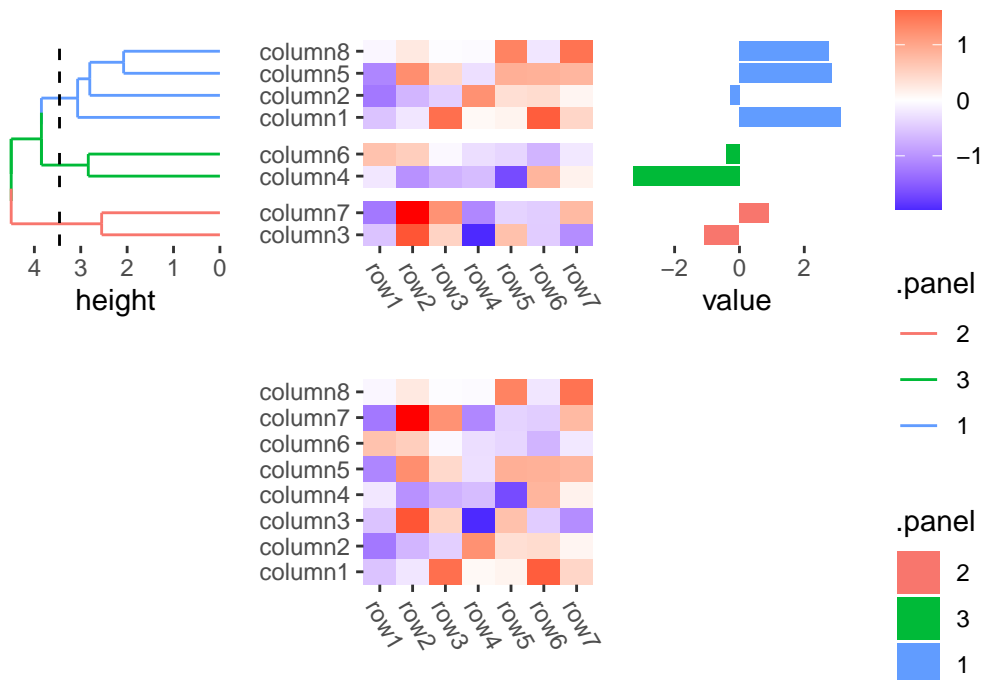 column8
column5
column2
column1
column6
column4
column7
column3
4 3 2 1 0
height
row1 row2 row3 row4 row5 row6 row7
−2 0 2
value
1
0
−1
.panel
2
3
1
column8
column7
column6
column5
column4
column3
column2
column1
row1 row2 row3 row4 row5 row6 row7
.panel
2
3
1